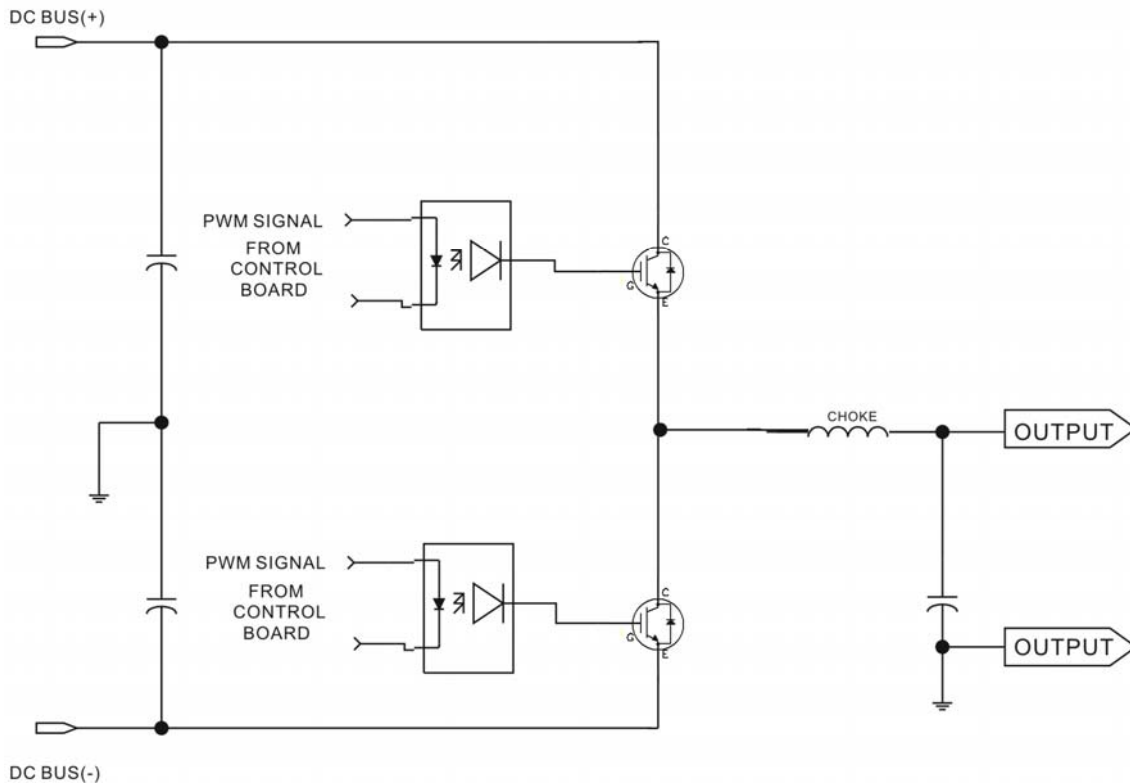 DC BUS(+)
PWM SIGNAL
FROM
CONTROL
BOARD
C
G
E
CHOKE
OUTPUT
PWM SIGNAL
FROM
CONTROL
BOARD
C
G
E
OUTPUT
DC BUS(-)